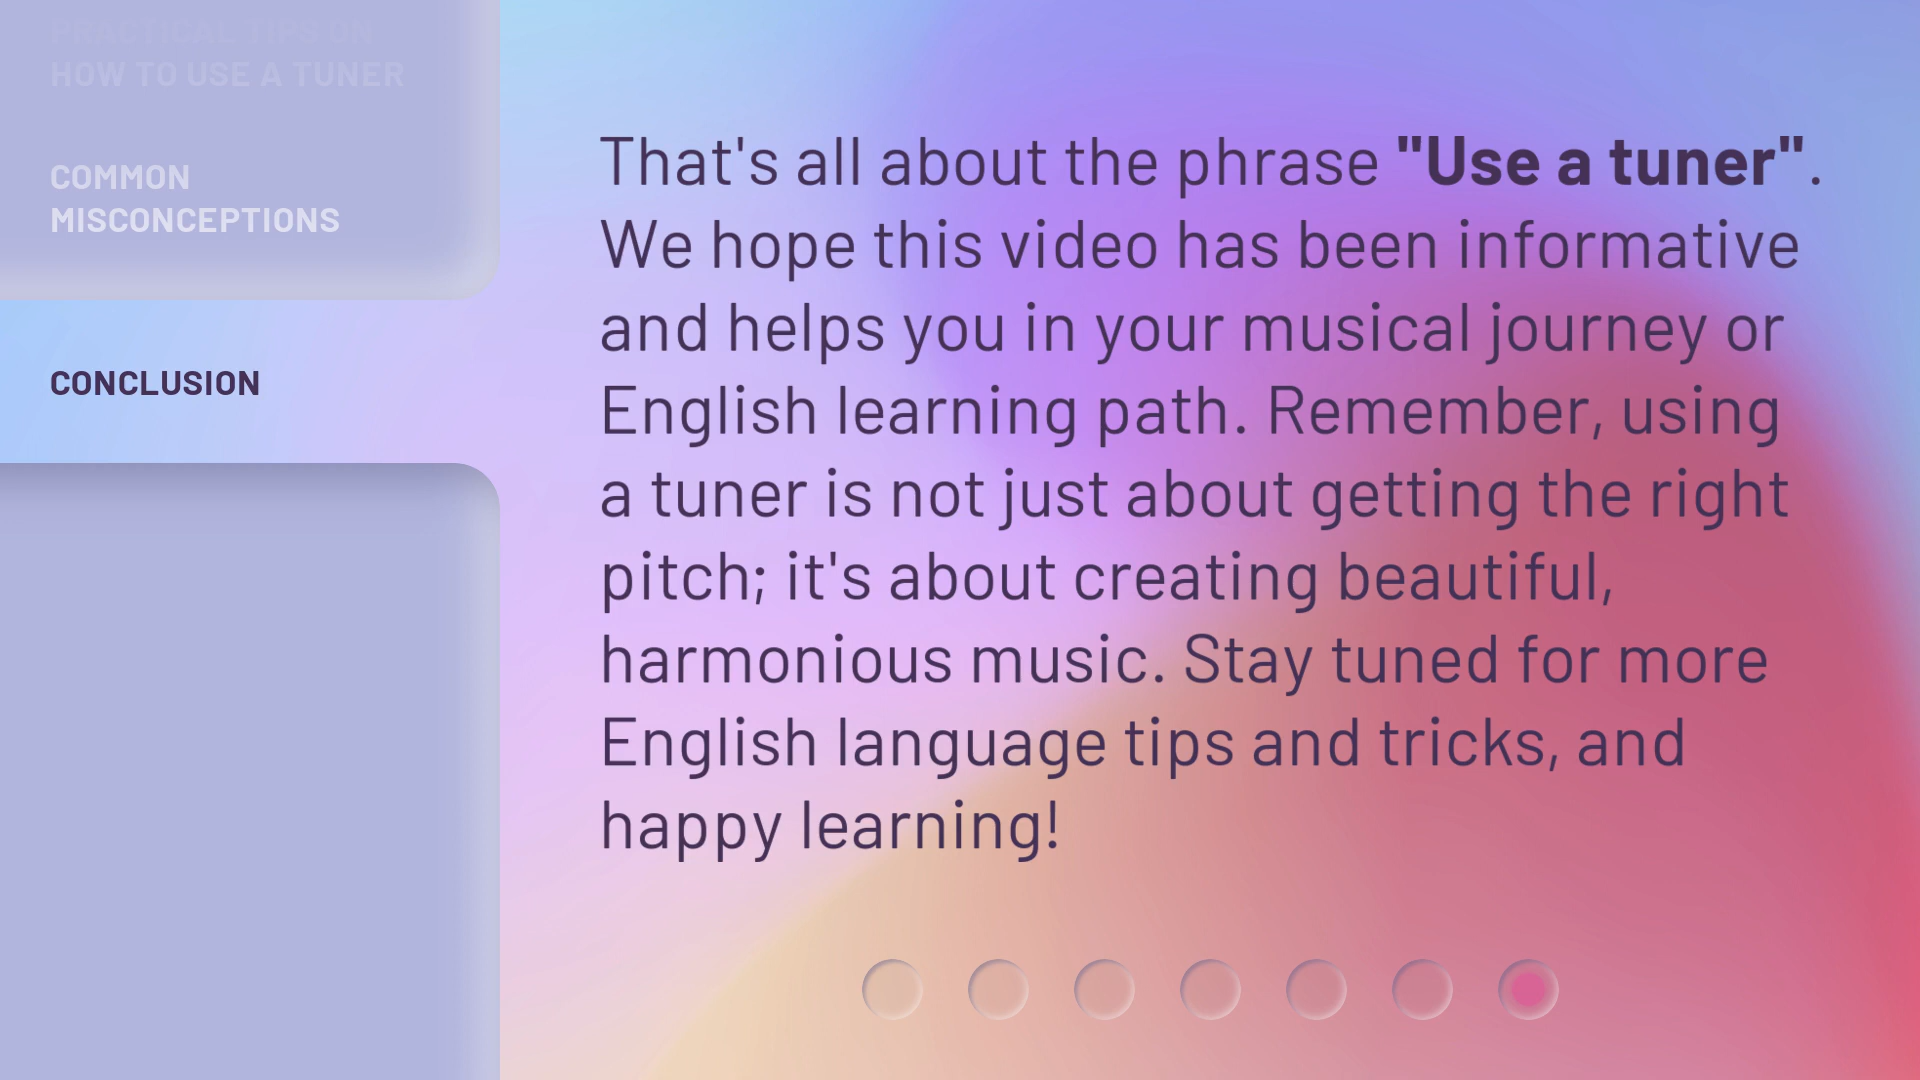 PRACTICAL TIPS ON
HOW TO USE A TUNER
COMMON
MISCONCEPTIONS
CONCLUSION
That's all about the phrase "Use a tuner".
We hope this video has been informative
and helps you in your musical journey or
English learning path. Remember, using
a tuner is not just about getting the right
pitch; it's about creating beautiful,
harmonious music. Stay tuned for more
English language tips and tricks, and
happy learning!